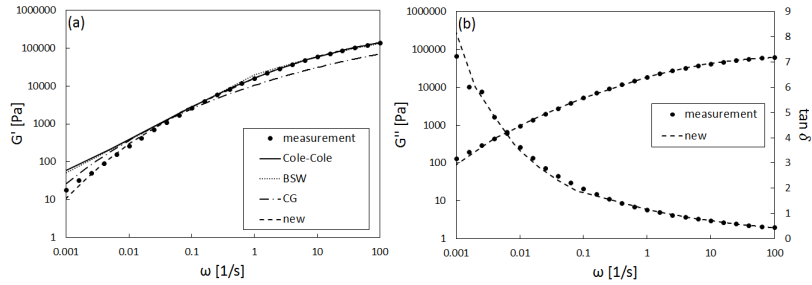 (a)
G' [Pa]
1000000
100000
10000
1000
100
10
1
0.001
0.01
0.1
1
10
100
ω [1/s]
measurement
Cole-Cole
BSW
CG
new
(b)
G'' [Pa]
1000000
100000
10000
1000
100
10
1
0.001
0.01
0.1
1
10
100
ω [1/s]
9
8
7
6
5
4
3
2
1
0
tan δ
measurement
new